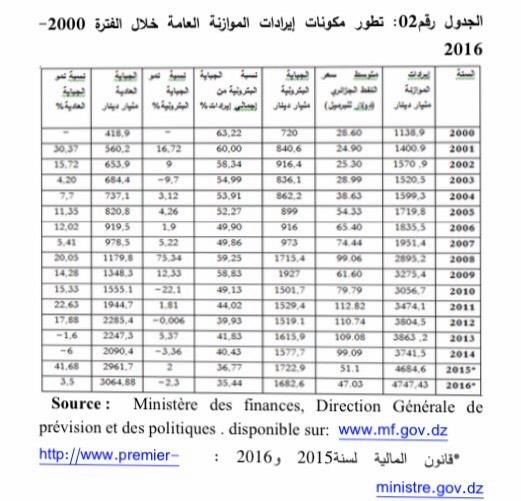 الجدول رقم02: تطور مكونات إيرادات الموازنة العامة خلال الفترة 2000–
2016
السنة | إيرادات الموازنة مليار دينار | متوسط سعر النفط الجزائري (دولار للبرميل) | الجباية البترولية مليار دينار | نسبة الجباية البترولية من إجمالي إيرادات % | نسبة نمو الجباية البترولية % | الجباية العادية مليار دينار | نسبة نمو الجباية العادية %
2000 | 1138,9 | 28.60 | 720 | 63,22 | – | 418,9 | –
2001 | 1400.9 | 24.90 | 840,6 | 60,00 | 16,72 | 560,2 | 30,37
2002 | 1570 ,9 | 25.30 | 916,4 | 58,34 | 9 | 653,9 | 15,72
2003 | 1520,5 | 28.99 | 836,1 | 54,99 | –9,7 | 684,4 | 4,20
2004 | 1599,3 | 38.63 | 862,2 | 53,91 | 3,12 | 737,1 | 7,7
2005 | 1719,8 | 54.33 | 899 | 52,27 | 4,26 | 820,8 | 11,35
2006 | 1835,5 | 65.40 | 916 | 49,90 | 1,9 | 919,5 | 12,02
2007 | 1951,4 | 74.44 | 973 | 49,86 | 5,22 | 978,5 | 5,41
2008 | 2895,2 | 99.06 | 1715,4 | 59,25 | 75,34 | 1179,8 | 20,05
2009 | 3275,4 | 61.60 | 1927 | 58,83 | 12,33 | 1348,3 | 14,28
2010 | 3056,7 | 79.79 | 1501,7 | 49,13 | –22,1 | 1555.1 | 15,33
2011 | 3474,1 | 112.82 | 1529,4 | 44,02 | 1,81 | 1944,7 | 22,63
2012 | 3804,5 | 110.74 | 1519.1 | 39,93 | –0,006 | 2285,4 | 17,88
2013 | 3863 ,2 | 109.08 | 1615,9 | 41,83 | 5,37 | 2247,3 | –1,6
2014 | 3741,5 | 99.09 | 1577,7 | 40,43 | –3,36 | 2090,4 | –6
2015* | 4684,6 | 51.1 | 1722,9 | 36,77 | 2 | 2961,7 | 41,68
2016* | 4747,43 | 47.03 | 1682,6 | 35,44 | –2,3 | 3064,88 | 3,5
Source : Ministère des finances, Direction Générale de
prévision et des politiques . disponible sur: www.mf.gov.dz
*قانون المالية لسنة2015 و2016 : http://www.premier–
ministre.gov.dz